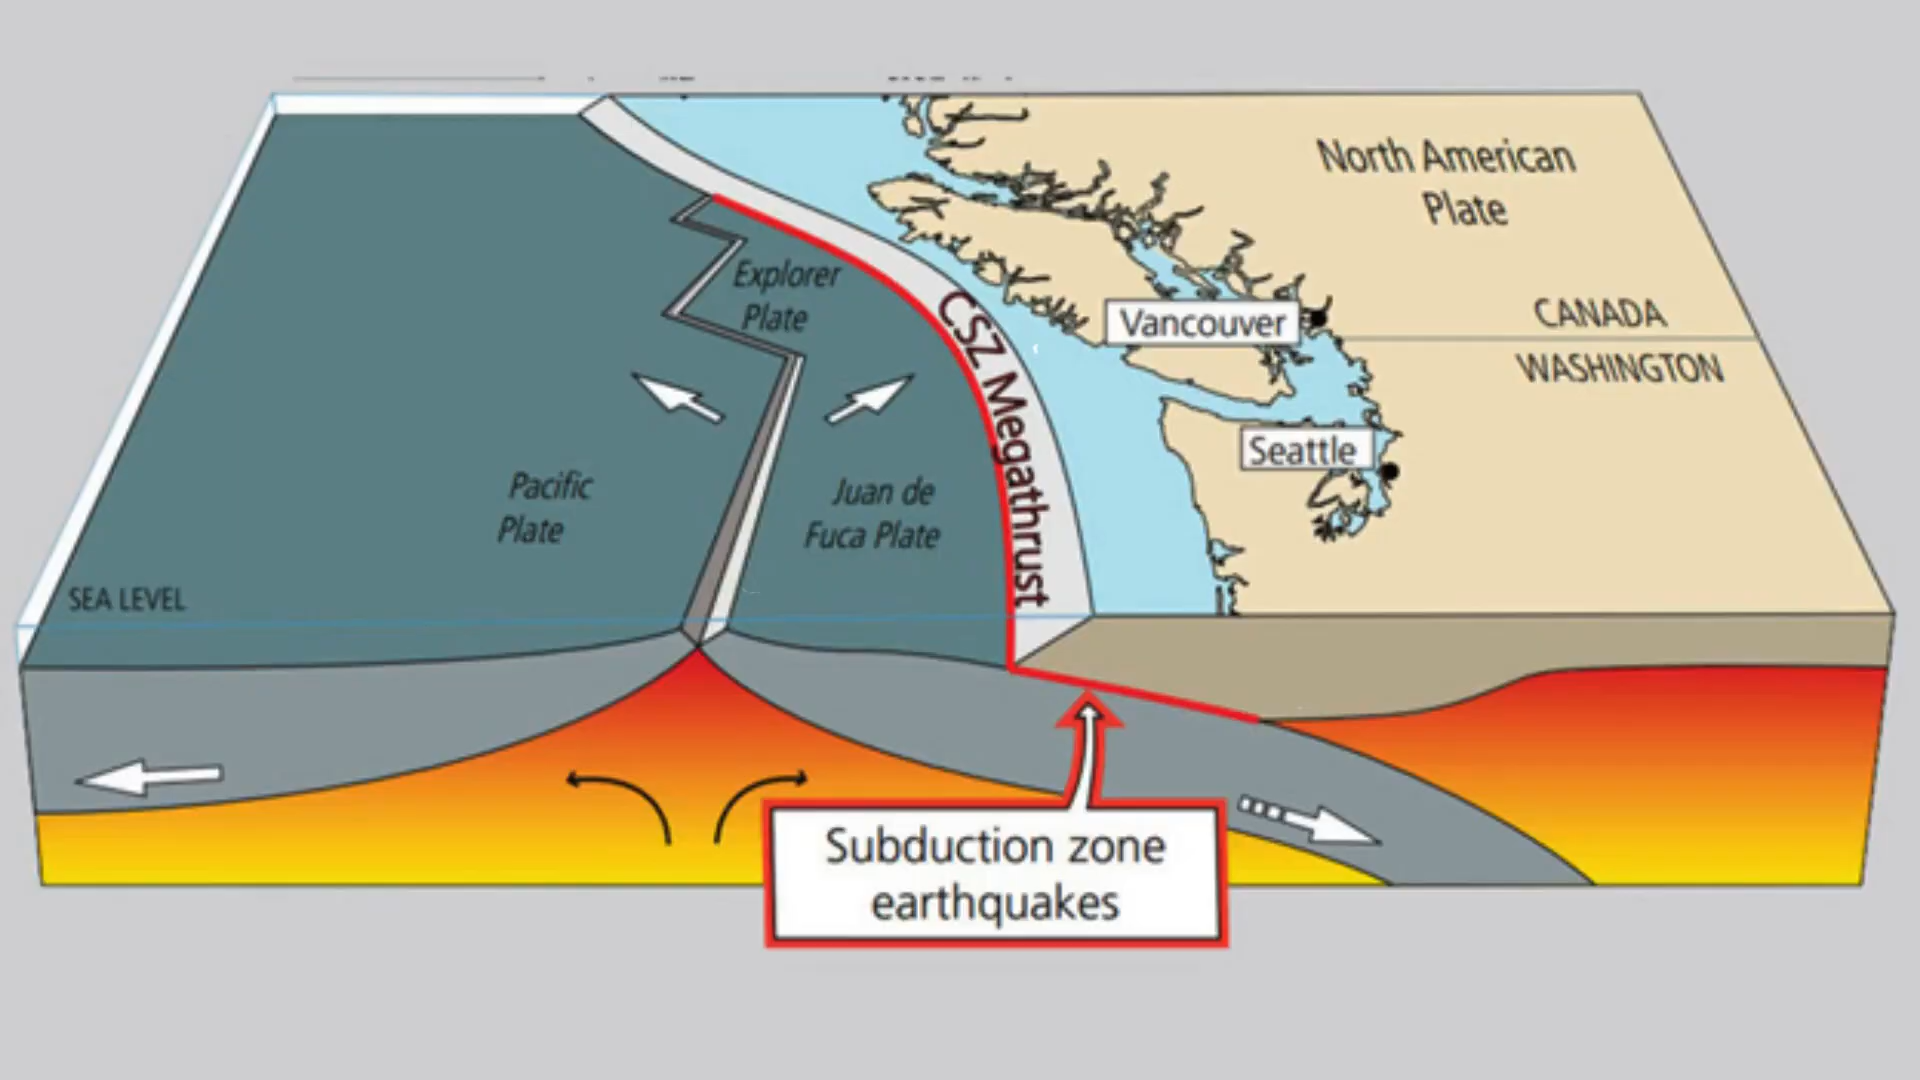 North American
Plate
Explorer
Plate
CANADA
Vancouver
WASHINGTON
CSZ Megathrust
Seattle
Pacific
Plate
Juan de
Fuca Plate
SEA LEVEL
Subduction zone
earthquakes